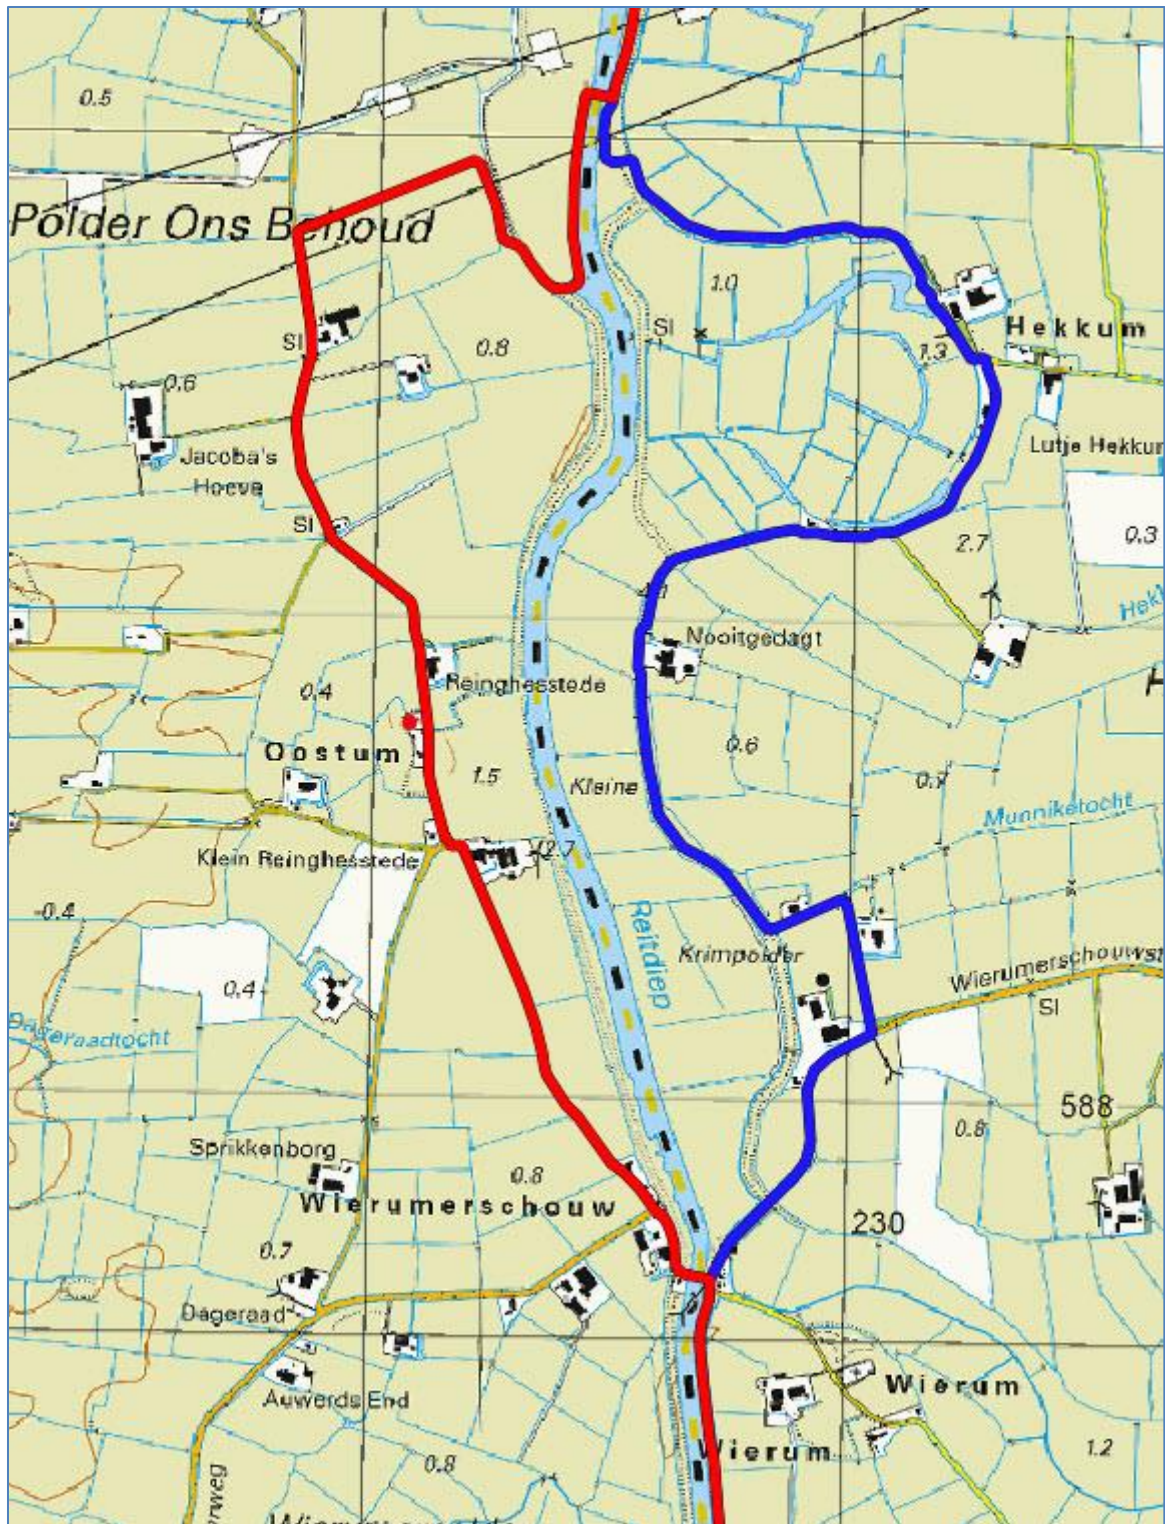 0.5
Polder Ons Behoud
1.0
Sl
Hekkum
Sl
0.8
1.3
0.6
Jacoba's
Hoeve
Lutje Hekkum
Sl
2.7
0.3
Nooitgedagt
0.4
Reinghesstede
Oostum
0.6
1.5
Kleine
0.7
Munniketocht
Klein Reinghesstede
2.7
-0.4
Reitdiep
Krimpolder
0.4
Wierumerschouwst
Sl
Dageraadtocht
588
0.8
Sprikkenborg
0.8
Wierumerschouw
230
0.7
Dageraad
Auwerds End
Wierum
Wierum
1.2
0.8